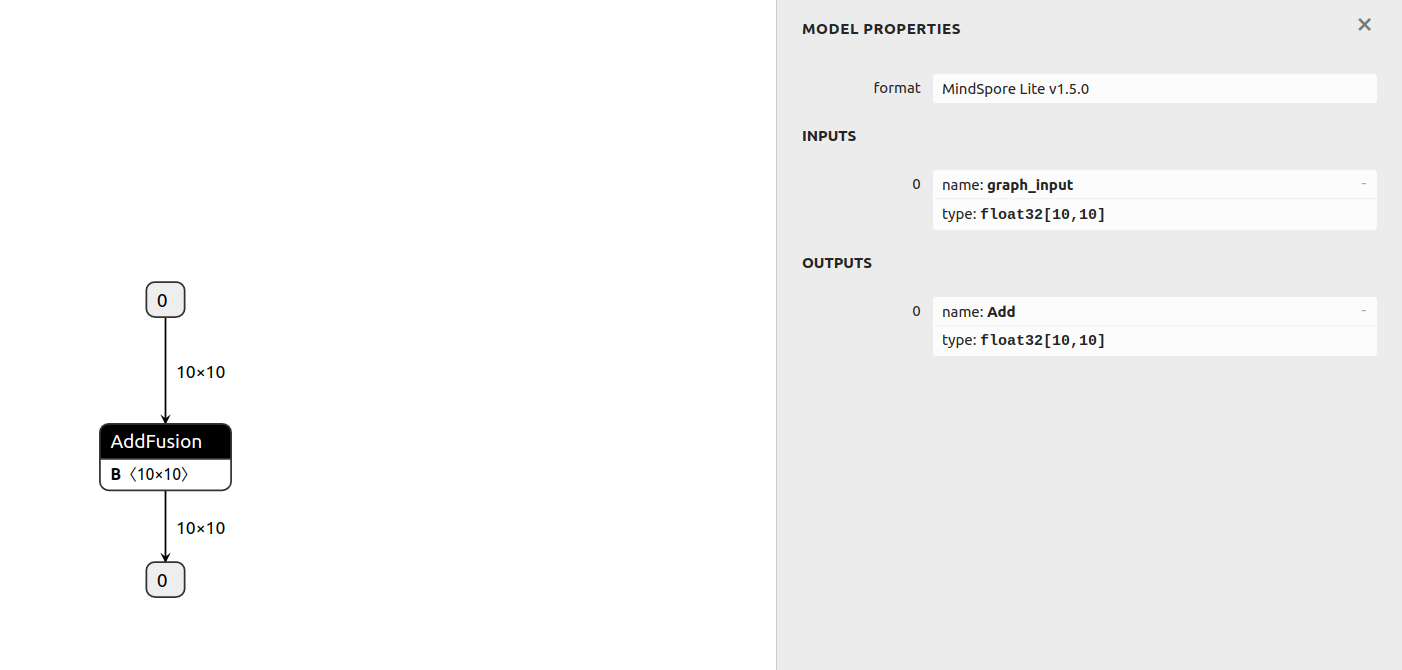 0
10×10
AddFusion
B〈10×10〉
10×10
0
MODEL PROPERTIES
×
format
MindSpore Lite v1.5.0
INPUTS
0
name: graph_input
-
type: float32[10,10]
OUTPUTS
0
name: Add
-
type: float32[10,10]